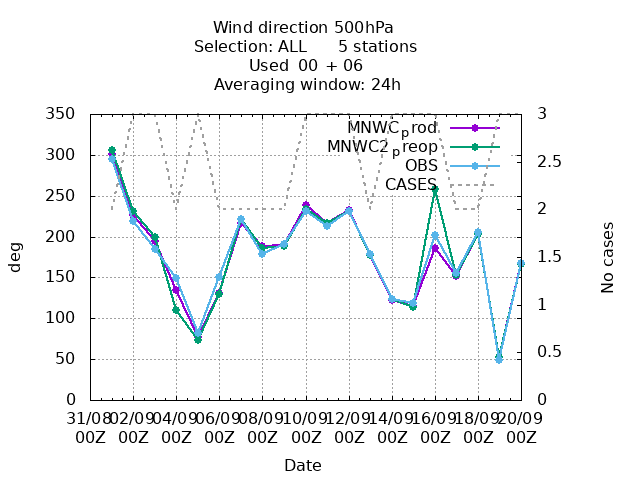 Wind direction 500hPa
Selection: ALL 5 stations
Used 00 + 06
Averaging window: 24h
350 3
MNWC_prod
300 MNWC2_preop 2.5
OBS
CASES
250 2
200 1.5
150 1
100
50 0.5
0 0
deg
No cases
31/08 02/09 04/09 06/09 08/09 10/09 12/09 14/09 16/09 18/09 20/09
00Z 00Z 00Z 00Z 00Z 00Z 00Z 00Z 00Z 00Z 00Z
Date